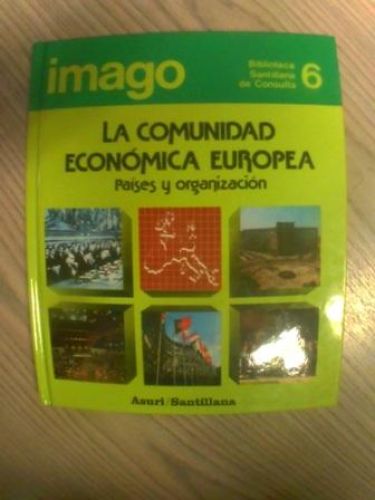 imago
Biblioteca
Santillana
de Consulta
6
LA COMUNIDAD
ECONÓMICA EUROPEA
Países y organización
Asuri/Santillana